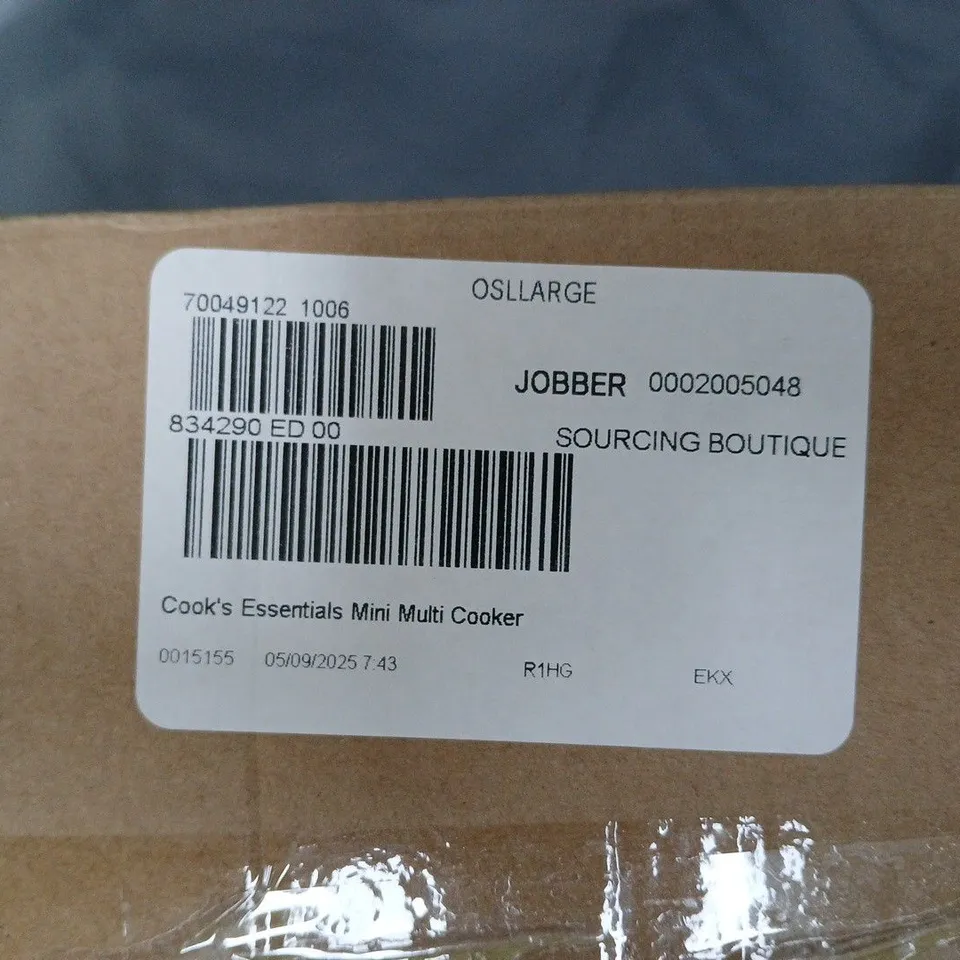 OSLLARGE
70049122 1006
JOBBER 0002005048
834290 ED 00
SOURCING BOUTIQUE
Cook's Essentials Mini Multi Cooker
0015155 05/09/2025 7:43 R1HG EKX